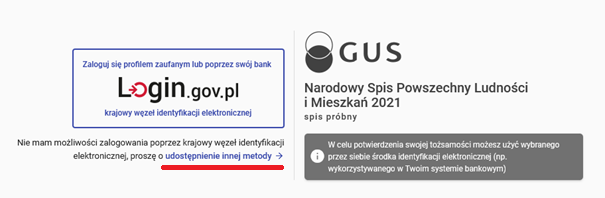 Zaloguj się profilem zaufanym lub poprzez swój bank
Login.gov.pl
krajowy węzeł identyfikacji elektronicznej
Nie mam możliwości zalogowania poprzez krajowy węzeł identyfikacji
elektronicznej, proszę o udostępnienie innej metody →
GUS
Narodowy Spis Powszechny Ludności
i Mieszkań 2021
spis próbny
W celu potwierdzenia swojej tożsamości możesz użyć wybranego
przez siebie środka identyfikacji elektronicznej (np.
wykorzystywanego w Twoim systemie bankowym)